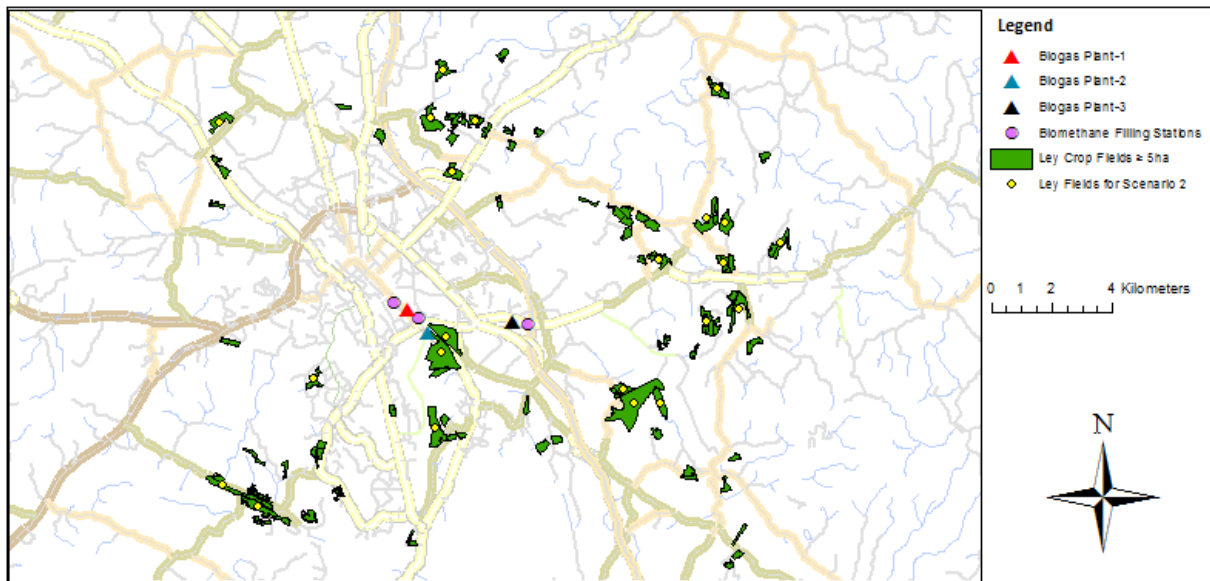 Legend
Biogas Plant-1
Biogas Plant-2
Biogas Plant-3
Biomethane Filling Stations
Ley Crop Fields ≥ 5ha
Ley Fields for Scenario 2
0 1 2 4 Kilometers
N